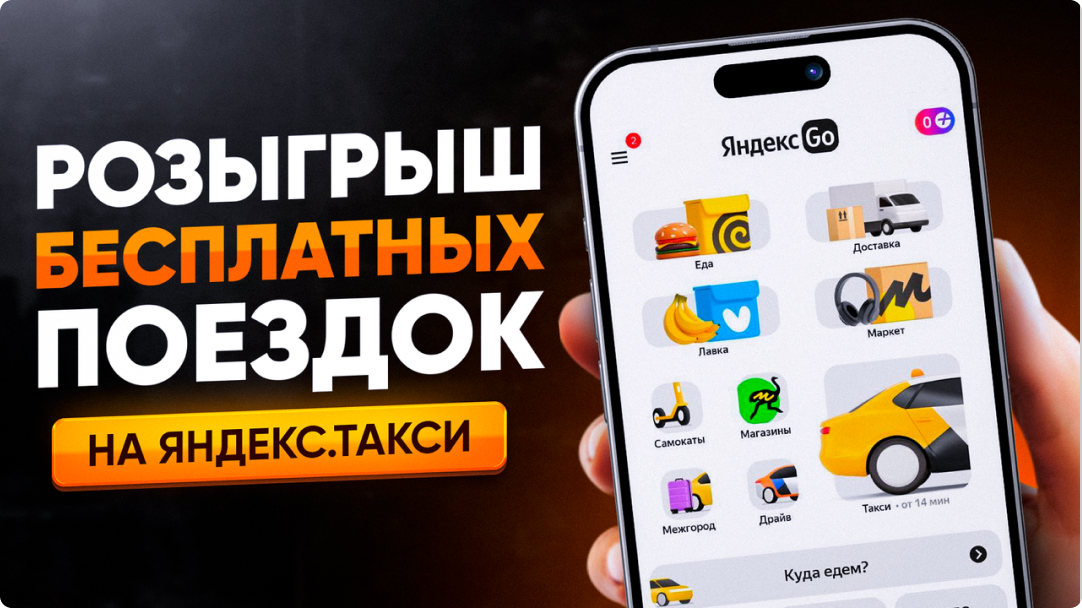 РОЗЫГРЫШ
БЕСПЛАТНЫХ
ПОЕЗДОК
НА ЯНДЕКС.ТАКСИ
2
Яндекс Go
0
Еда
Доставка
Лавка
Маркет
Самокаты
Магазины
Межгород
Драйв
Такси • от 14 мин
Куда едем?